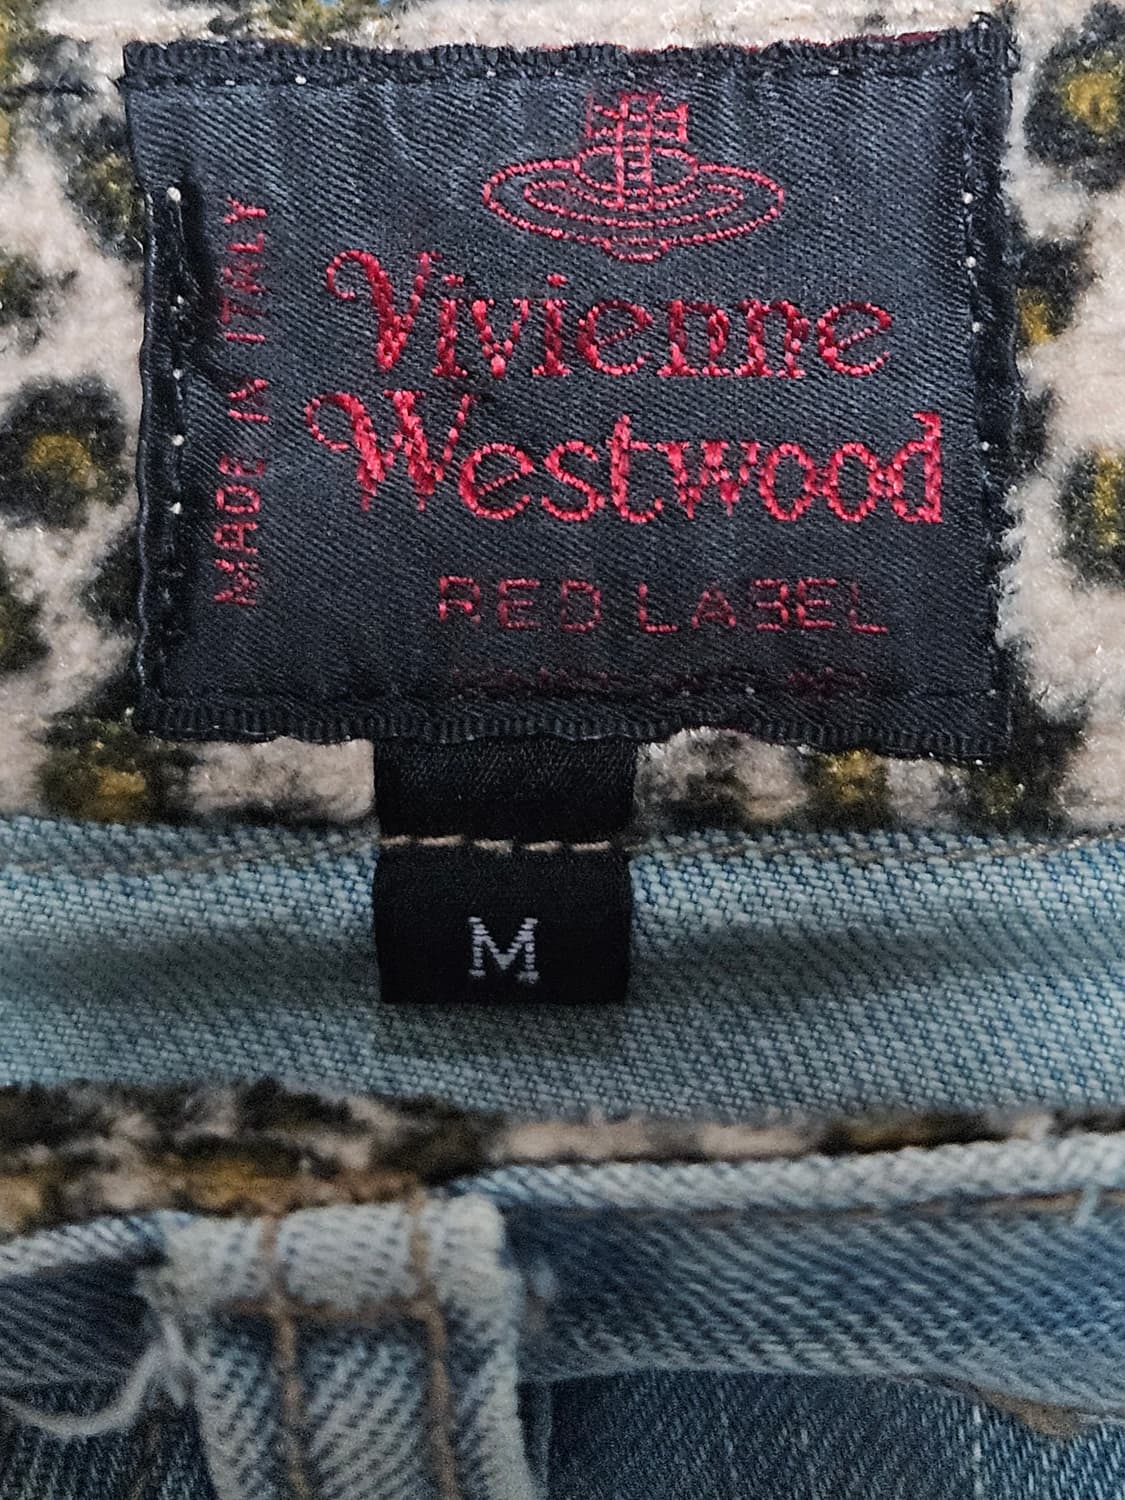 MADE IN ITALY
Vivienne
Westwood
RED LABEL
M